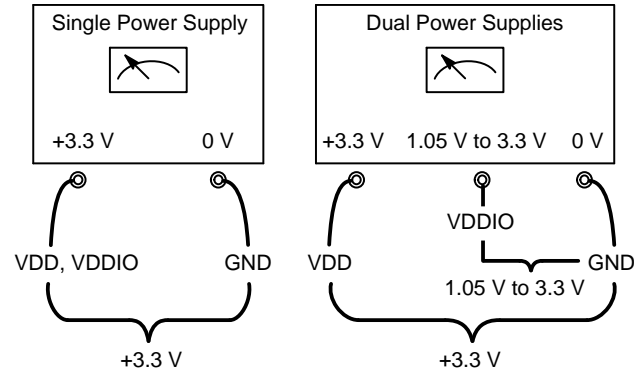 Single Power Supply
+3.3 V 0 V
VDD, VDDIO GND
+3.3 V
Dual Power Supplies
+3.3 V 1.05 V to 3.3 V 0 V
VDDIO
VDD GND
1.05 V to 3.3 V
+3.3 V